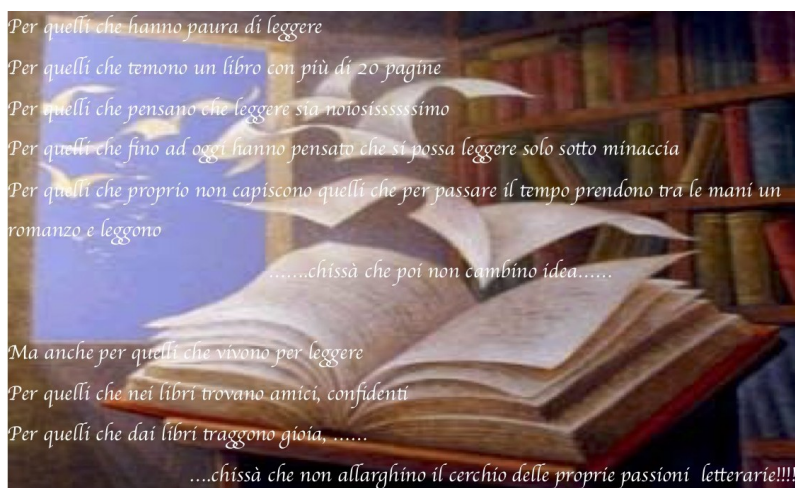 Per quelli che hanno paura di leggere
Per quelli che temono un libro con più di 20 pagine
Per quelli che pensano che leggere sia noiosissssssimo
Per quelli che fino ad oggi hanno pensato che si possa leggere solo sotto minaccia
Per quelli che proprio non capiscono quelli che per passare il tempo prendono tra le mani un
romanzo e leggono
…….chissà che poi non cambino idea……
Ma anche per quelli che vivono per leggere
Per quelli che nei libri trovano amici, confidenti
Per quelli che dai libri traggono gioia, ……
….chissà che non allarghino il cerchio delle proprie passioni letterarie!!!!